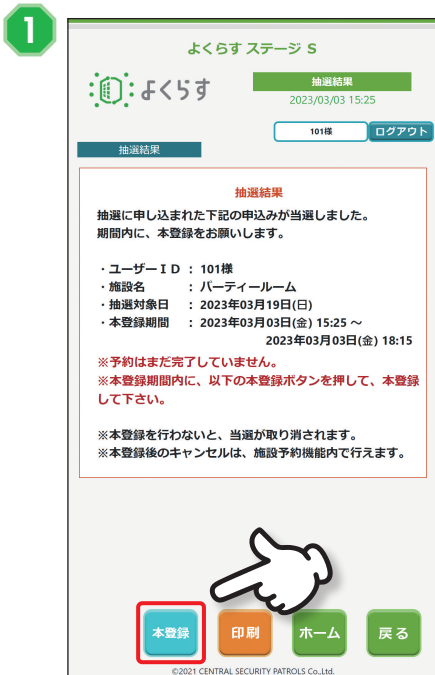 1
よくらす ステージ S
よくらす
抽選結果
2023/03/03 15:25
101様
ログアウト
抽選結果
抽選結果
抽選に申し込まれた下記の申込みが当選しました。
期間内に、本登録をお願いします。
・ユーザーＩＤ ： 101様
・施設名 ： パーティールーム
・抽選対象日 ： 2023年03月19日(日)
・本登録期間 ： 2023年03月03日(金) 15:25 ～
2023年03月03日(金) 18:15
※予約はまだ完了していません。
※本登録期間内に、以下の本登録ボタンを押して、本登録
して下さい。
※本登録を行わないと、当選が取り消されます。
※本登録後のキャンセルは、施設予約機能内で行えます。
本登録
印刷
ホーム
戻る
©2021 CENTRAL SECURITY PATROLS Co.,Ltd.